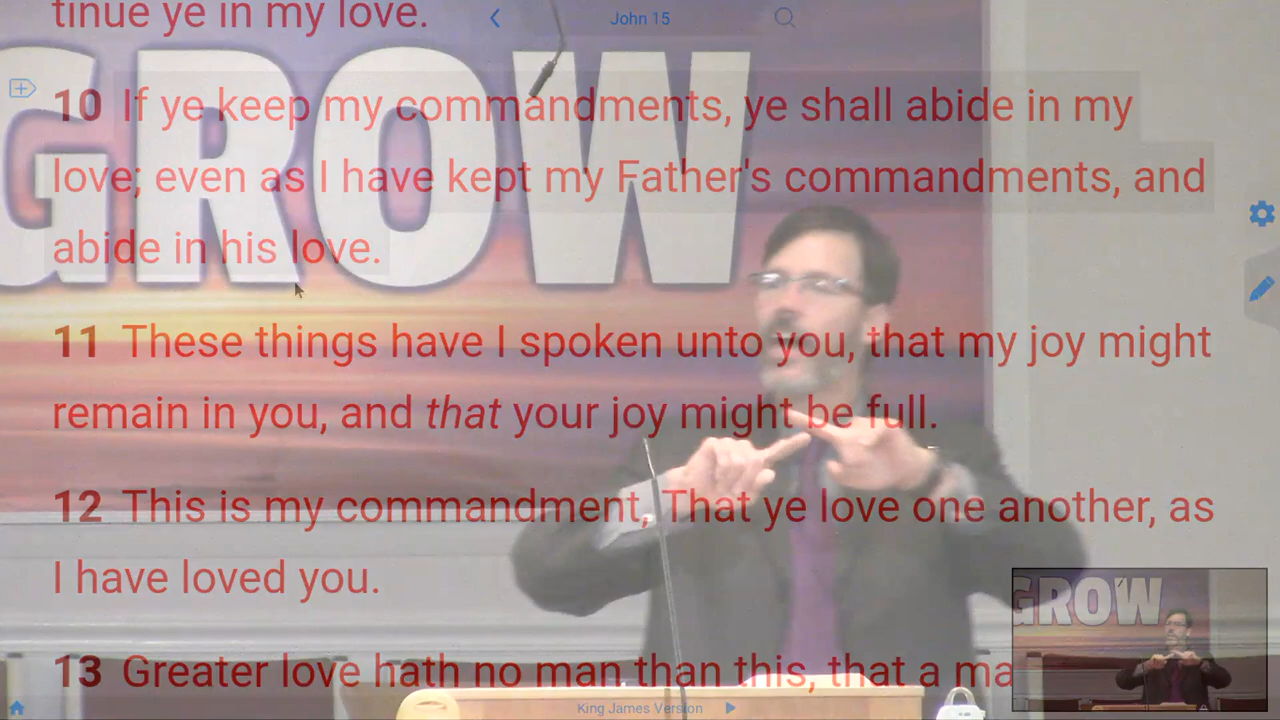 tinue ye in my love.
John 15
10 If ye keep my commandments, ye shall abide in my
love; even as I have kept my Father's commandments, and
abide in his love.
11 These things have I spoken unto you, that my joy might
remain in you, and that your joy might be full.
12 This is my commandment, That ye love one another, as
I have loved you.
13 Greater love hath no man than this, that a ma
King James Version
GROW
GROW